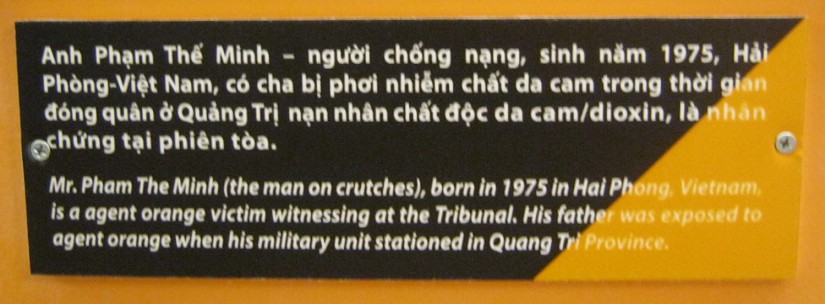 Anh Phạm Thế Minh – người chống nạng, sinh năm 1975, Hải
Phòng-Việt Nam, có cha bị phơi nhiễm chất da cam trong thời gian
đóng quân ở Quảng Trị nạn nhân chất độc da cam/dioxin, là nhân
chứng tại phiên tòa.
Mr. Pham The Minh (the man on crutches), born in 1975 in Hai Phong, Vietnam,
is a agent orange victim witnessing at the Tribunal. His father was exposed to
agent orange when his military unit stationed in Quang Tri Province.